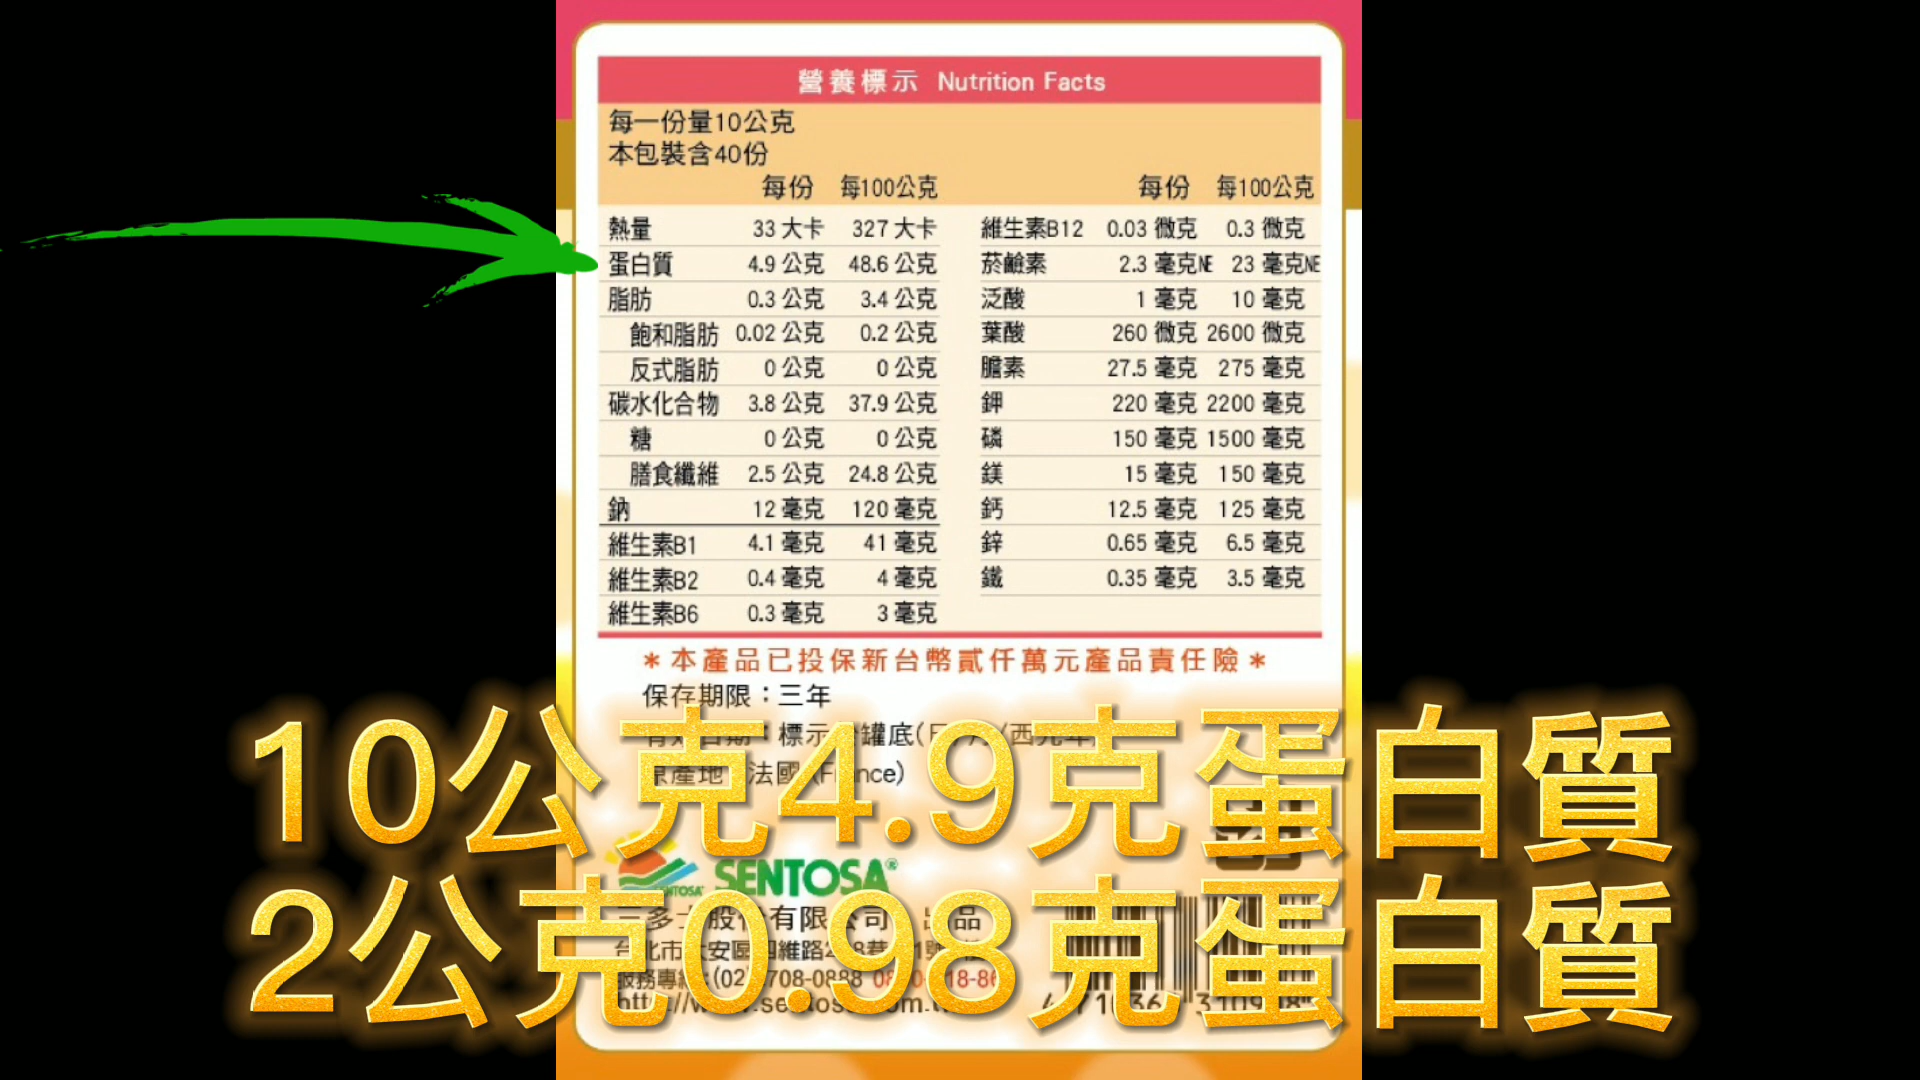 營養標示 Nutrition Facts
每一份量10公克
本包裝含40份
每份 每100公克 每份 每100公克
熱量 33 大卡 327 大卡 維生素B12 0.03 微克 0.3 微克
蛋白質 4.9 公克 48.6 公克 菸鹼素 2.3 毫克NE 23 毫克NE
脂肪 0.3 公克 3.4 公克 泛酸 1 毫克 10 毫克
飽和脂肪 0.02 公克 0.2 公克 葉酸 260 微克 2600 微克
反式脂肪 0 公克 0 公克 膽素 27.5 毫克 275 毫克
碳水化合物 3.8 公克 37.9 公克 鉀 220 毫克 2200 毫克
糖 0 公克 0 公克 磷 150 毫克 1500 毫克
膳食纖維 2.5 公克 24.8 公克 鎂 15 毫克 150 毫克
鈉 12 毫克 120 毫克 鈣 12.5 毫克 125 毫克
維生素B1 4.1 毫克 41 毫克 鋅 0.65 毫克 6.5 毫克
維生素B2 0.4 毫克 4 毫克 鐵 0.35 毫克 3.5 毫克
維生素B6 0.3 毫克 3 毫克
*本產品已投保新台幣貳仟萬元產品責任險*
保存期限：三年
標示 罐底
原產地 法國
10公克4.9克蛋白質
SENTOSA®
2公克0.98克蛋白質